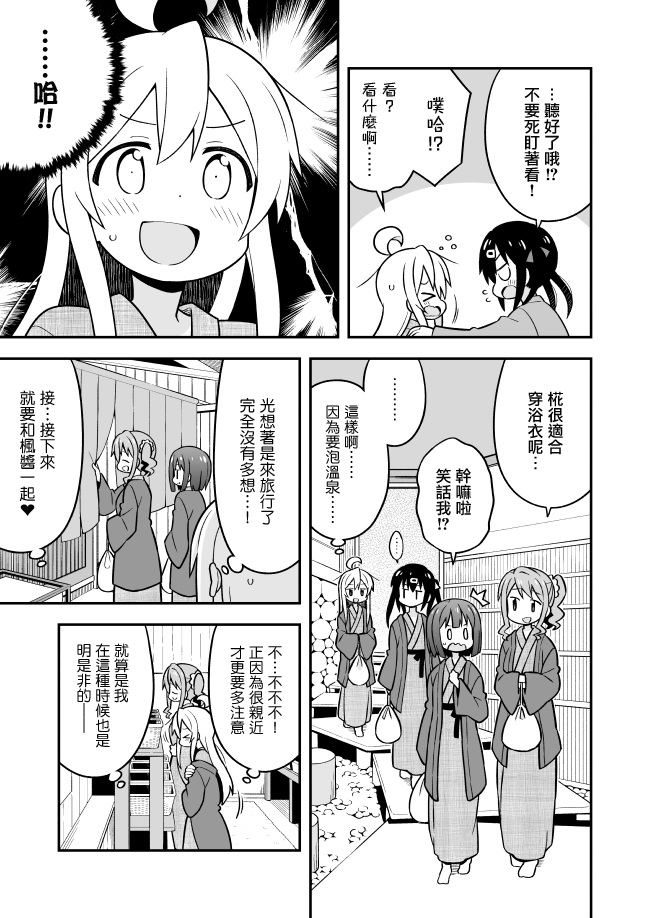 …聽好了哦!?
不要死盯著看!
噗哈!?
看?
看什麼啊……
……哈!!
椛很適合
穿浴衣呢…
幹嘛啦
笑話我!?
……
………
這樣啊……
因為要泡溫泉……
光想著是來旅行了
完全沒有多想…!
接…接下來
就要和楓醬一起♥
不…不不不!
正因為很親近
才更要多注意
就算是我
在這種時候也是
明是非的——